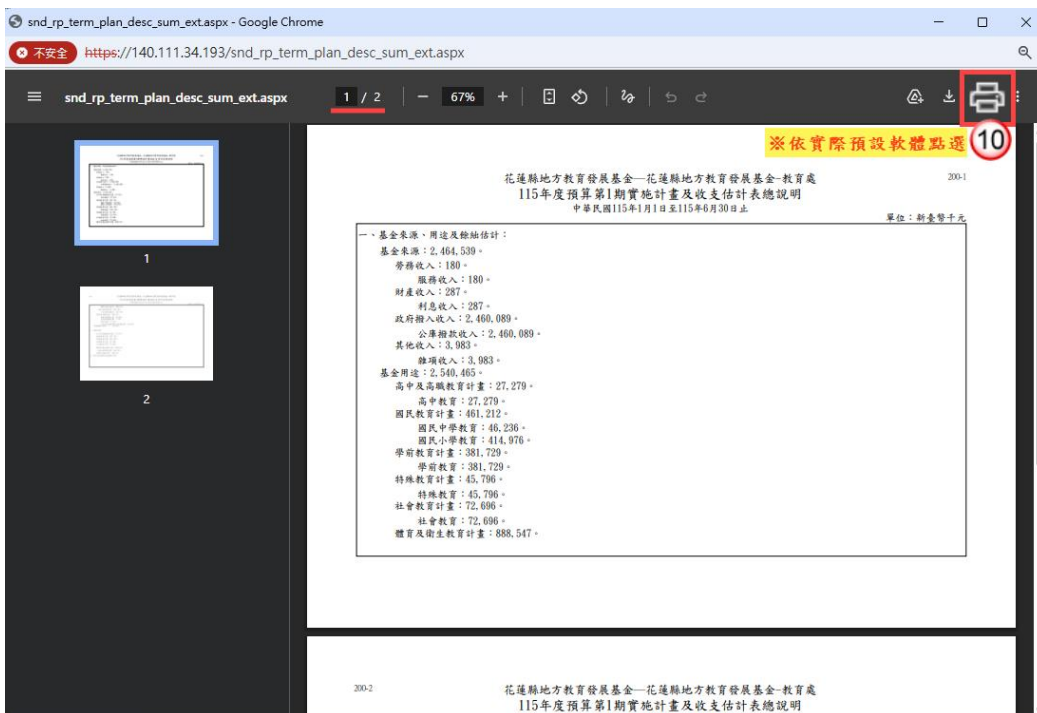 snd_rp_term_plan_desc_sum_ext.aspx - Google Chrome
不安全 https://140.111.34.193/snd_rp_term_plan_desc_sum_ext.aspx
snd_rp_term_plan_desc_sum_ext.aspx 1 / 2 67%
※依實際預設軟體點選 10
花蓮縣地方教育發展基金—花蓮縣地方教育發展基金-教育處 200-1
115年度預算第1期實施計畫及收支估計表總說明
中華民國115年1月1日至115年6月30日止
單位：新臺幣千元
一、基金來源、用途及餘絀估計：
基金來源：2,464,539。
勞務收入：180。
服務收入：180。
財產收入：287。
利息收入：287。
政府撥入收入：2,460,089。
公庫撥款收入：2,460,089。
其他收入：3,983。
雜項收入：3,983。
基金用途：2,540,465。
高中及高職教育計畫：27,279。
高中教育：27,279。
國民教育計畫：461,212。
國民中學教育：46,236。
國民小學教育：414,976。
學前教育計畫：381,729。
學前教育：381,729。
特殊教育計畫：45,796。
特殊教育：45,796。
社會教育計畫：72,696。
社會教育：72,696。
體育及衛生教育計畫：888,547。
1
2
200-2 花蓮縣地方教育發展基金—花蓮縣地方教育發展基金-教育處
115年度預算第1期實施計畫及收支估計表總說明